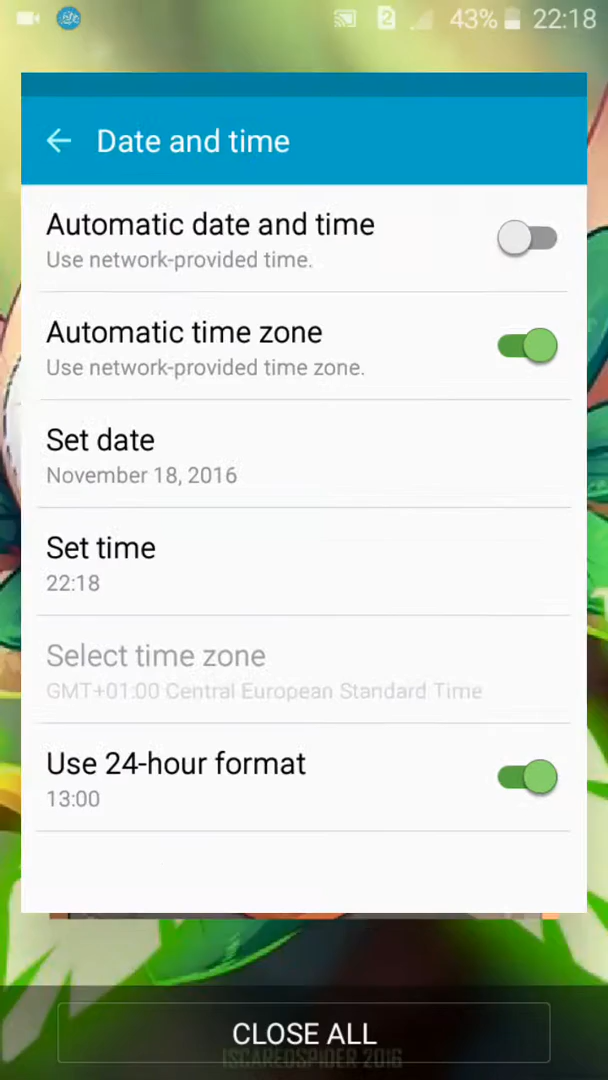 2 43% 22:18
Date and time
Automatic date and time
Use network-provided time.
Automatic time zone
Use network-provided time zone.
Set date
November 18, 2016
Set time
22:18
Select time zone
GMT+01:00 Central European Standard Time
Use 24-hour format
13:00
CLOSE ALL
ISCAREDSPIDER 2016